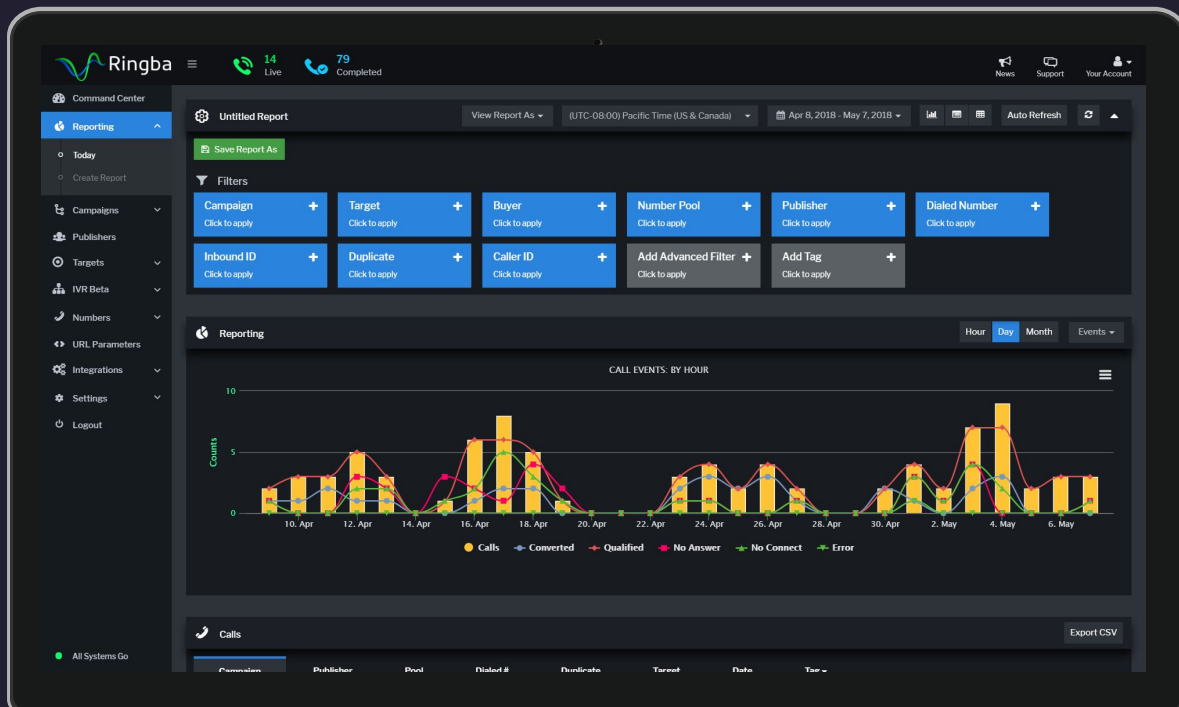 Ringba
14
Live
79
Completed
News
Support
Your Account
Command Center
Reporting
Today
Create Report
Campaigns
Publishers
Targets
IVR Beta
Numbers
URL Parameters
Integrations
Settings
Logout
All Systems Go
Untitled Report
View Report As
(UTC-08:00) Pacific Time (US & Canada)
Apr 8, 2018 - May 7, 2018
Auto Refresh
Save Report As
Filters
Campaign +
Click to apply
Target +
Click to apply
Buyer +
Click to apply
Number Pool +
Click to apply
Publisher +
Click to apply
Dialed Number +
Click to apply
Inbound ID +
Click to apply
Duplicate +
Click to apply
Caller ID +
Click to apply
Add Advanced Filter +
Click to apply
Add Tag +
Click to apply
Reporting
Hour Day Month
Events
CALL EVENTS: BY HOUR
Counts
10
5
0
10. Apr 12. Apr 14. Apr 16. Apr 18. Apr 20. Apr 22. Apr 24. Apr 26. Apr 28. Apr 30. Apr 2. May 4. May 6. May
Calls Converted Qualified No Answer No Connect Error
Calls
Export CSV
Campaign Publisher Pool Dialed # Duplicate Target Date Tag